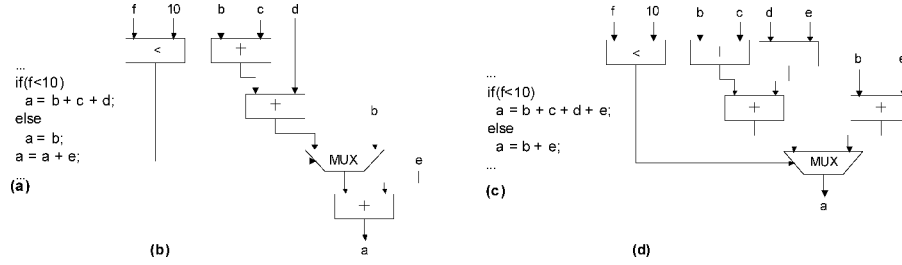 f 10 b c d
< +
+
b
MUX
e
+
a
...
if(f<10)
a = b + c + d;
else
a = b;
a = a + e;
...
(a)
(b)
f 10 b c d e
<
b e
+ +
MUX
a
...
if(f<10)
a = b + c + d + e;
else
a = b + e;
...
(c)
(d)